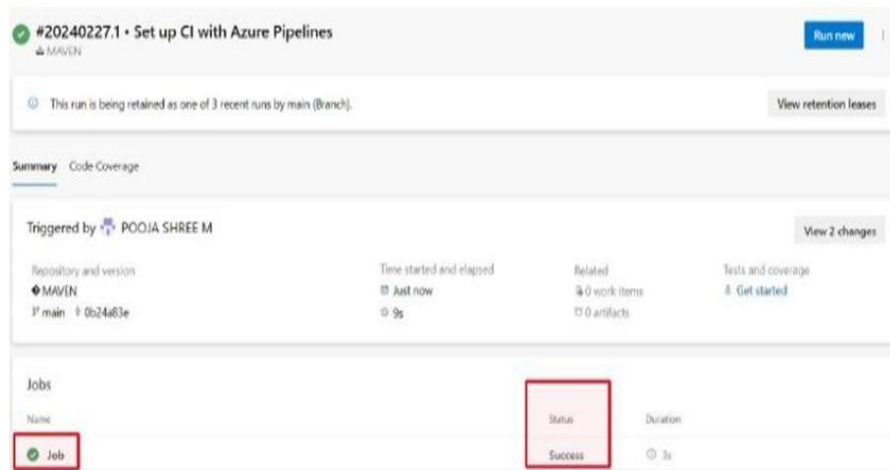 #20240227.1 • Set up CI with Azure Pipelines
MAVEN
Run new
This run is being retained as one of 3 recent runs by main (Branch).
View retention leases
Summary Code Coverage
Triggered by POOJA SHREE M
View 2 changes
Repository and version Time started and elapsed Related Tests and coverage
MAVEN Just now 0 work items Get started
main 0b24a83e 9s 0 artifacts
Jobs
Name Status Duration
Job Success 3s